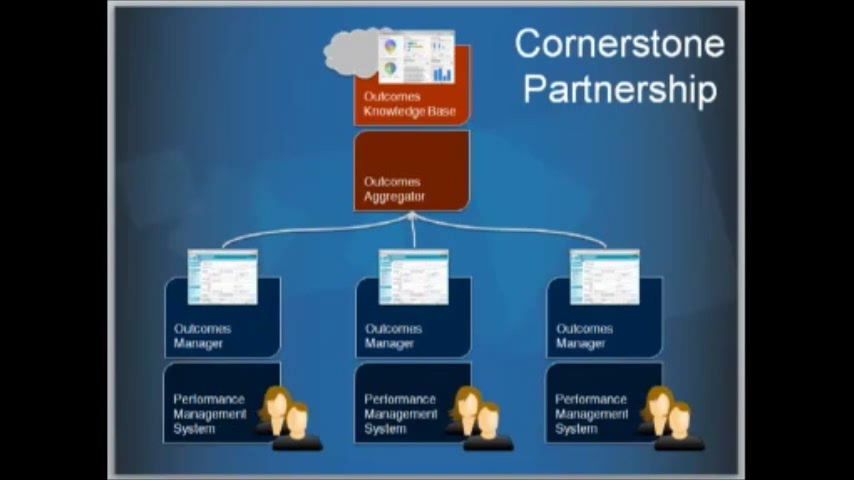 Cornerstone
Partnership
Outcomes
Knowledge Base
Outcomes
Aggregator
Outcomes
Manager
Outcomes
Manager
Outcomes
Manager
Performance
Management
System
Performance
Management
System
Performance
Management
System